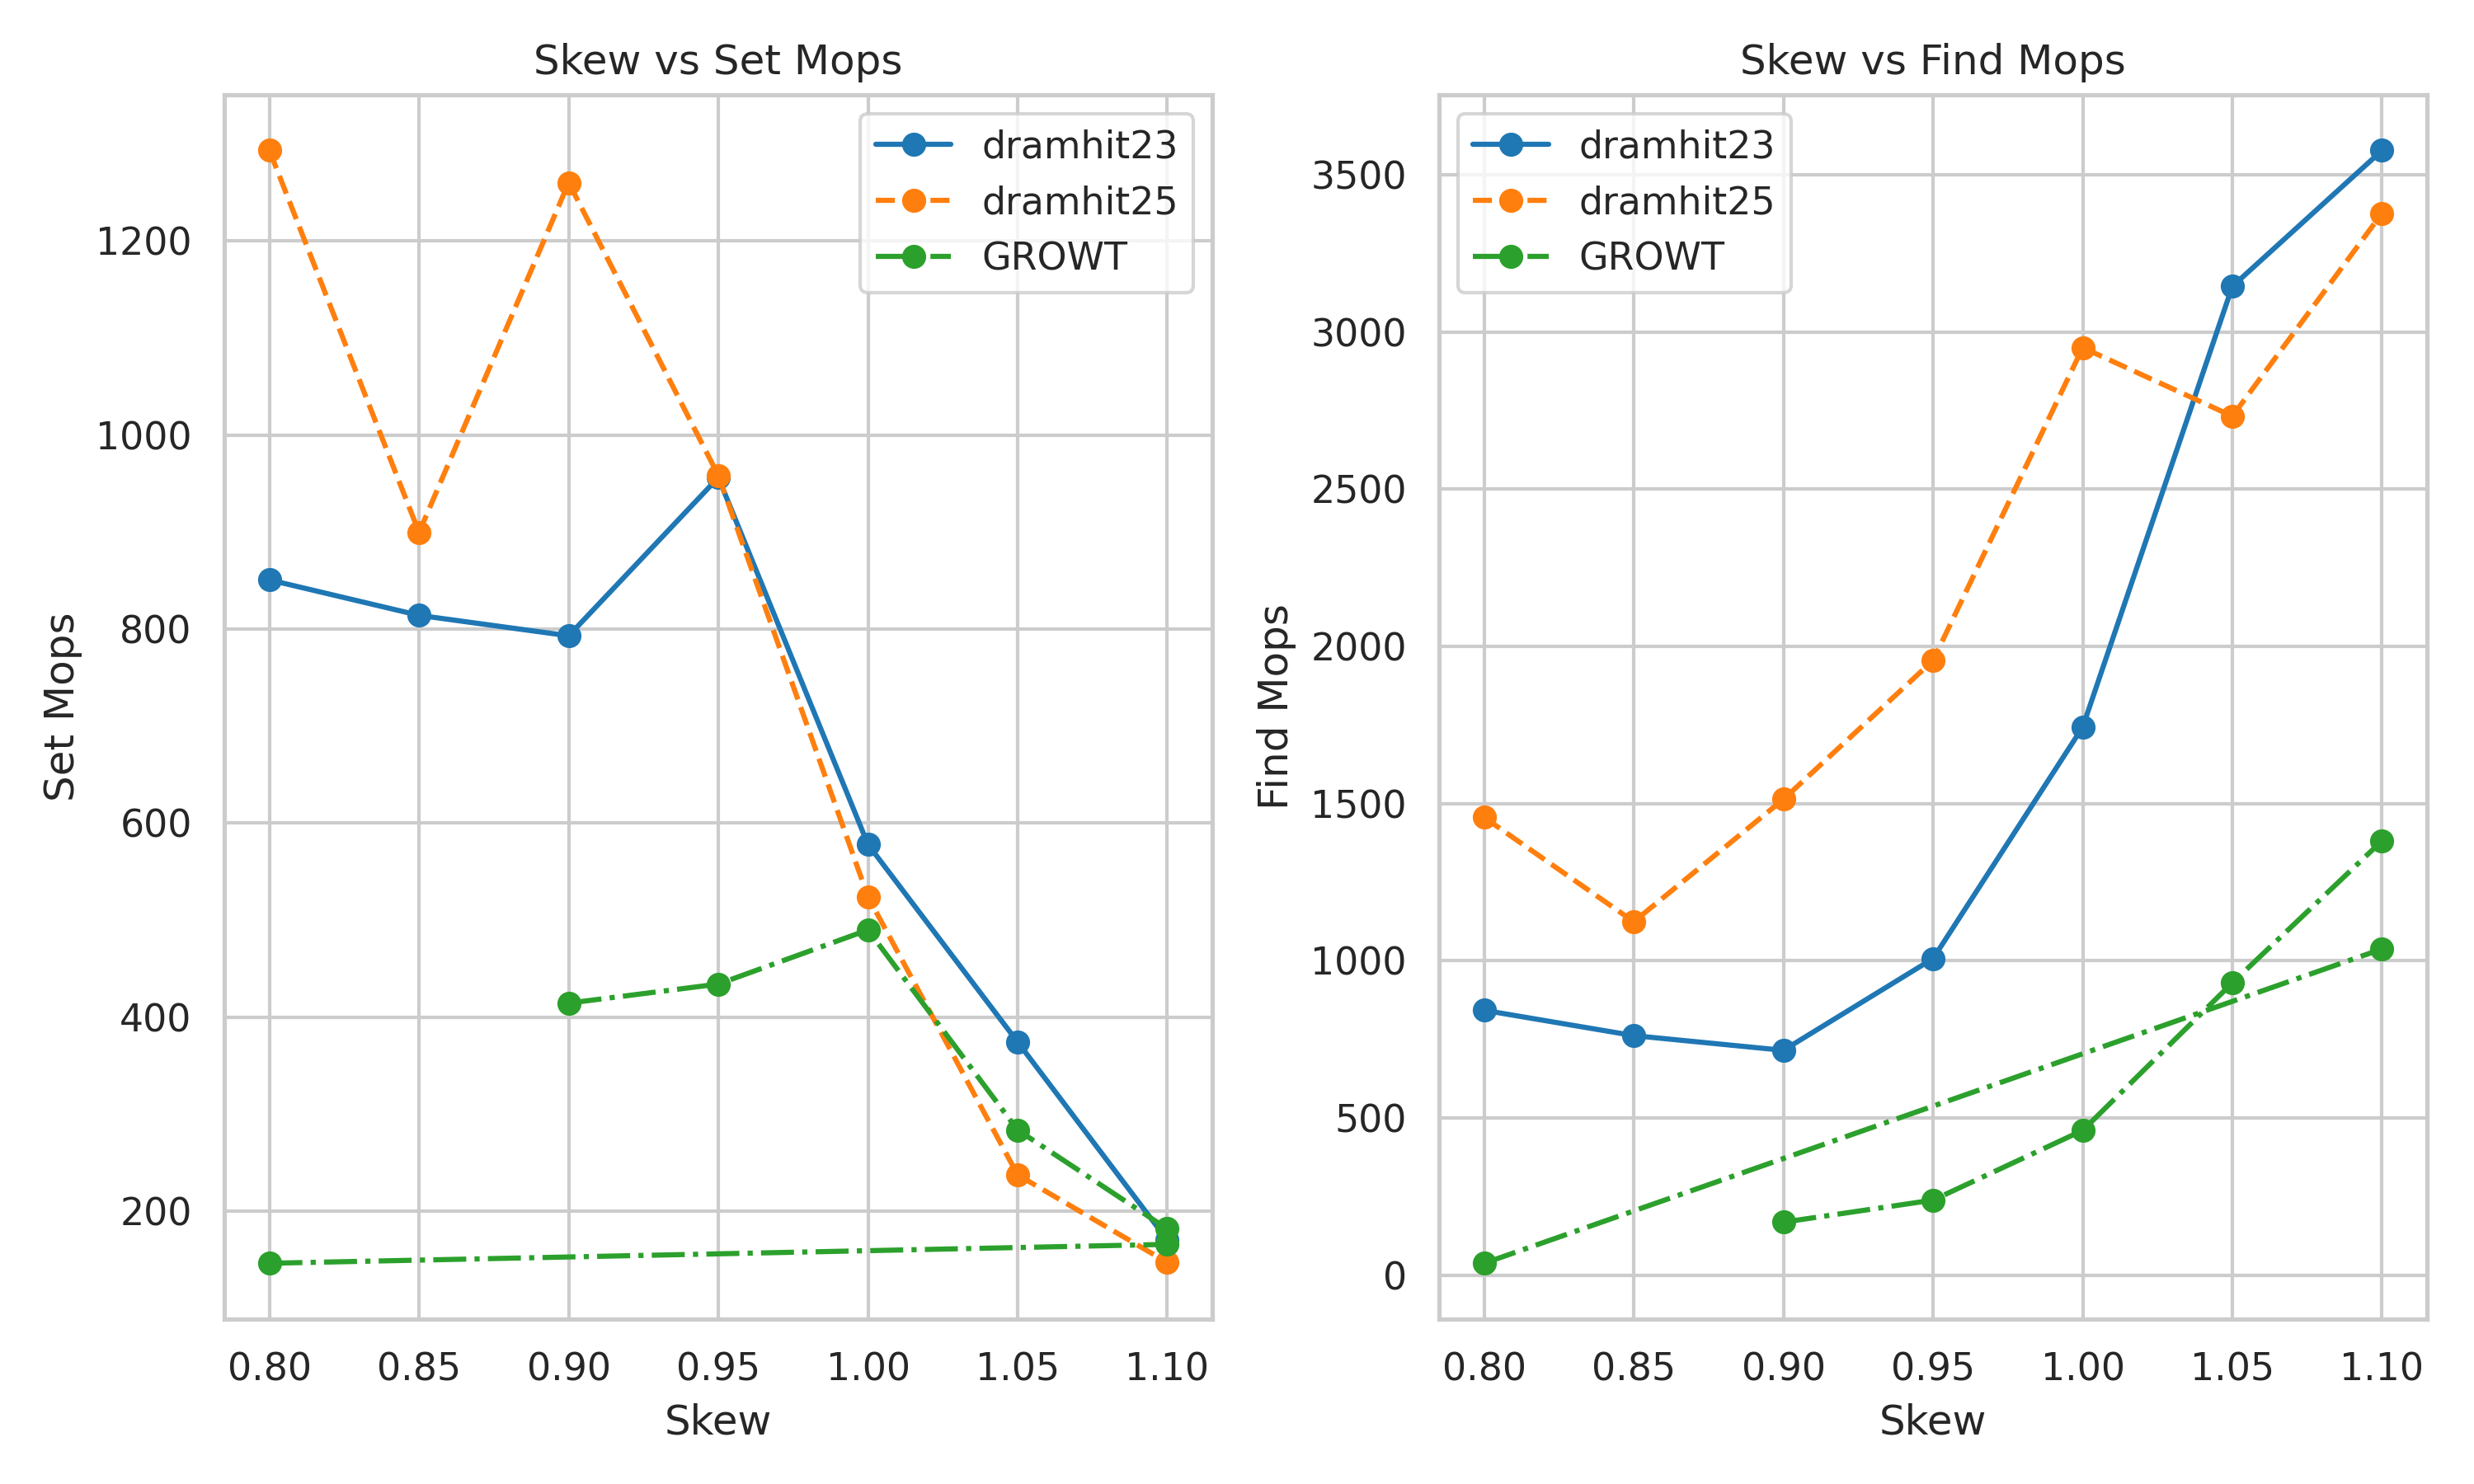 Skew vs Set Mops
dramhit23
dramhit25
GROWT
1200
1000
800
600
400
200
Set Mops
0.80 0.85 0.90 0.95 1.00 1.05 1.10
Skew
Skew vs Find Mops
dramhit23
dramhit25
GROWT
3500
3000
2500
2000
1500
1000
500
0
Find Mops
0.80 0.85 0.90 0.95 1.00 1.05 1.10
Skew